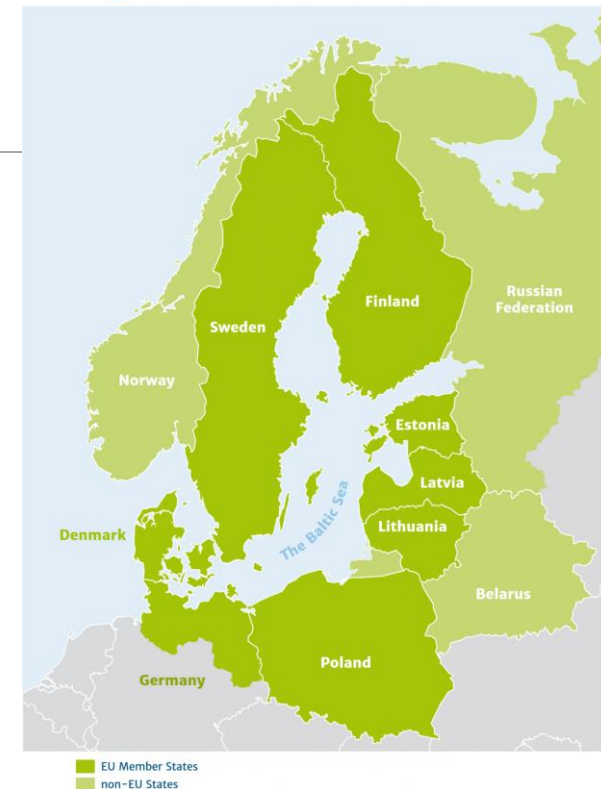 Finland
Russian
Federation
Sweden
Norway
Estonia
Latvia
The Baltic Sea
Denmark
Lithuania
Belarus
Poland
Germany
EU Member States
non-EU States